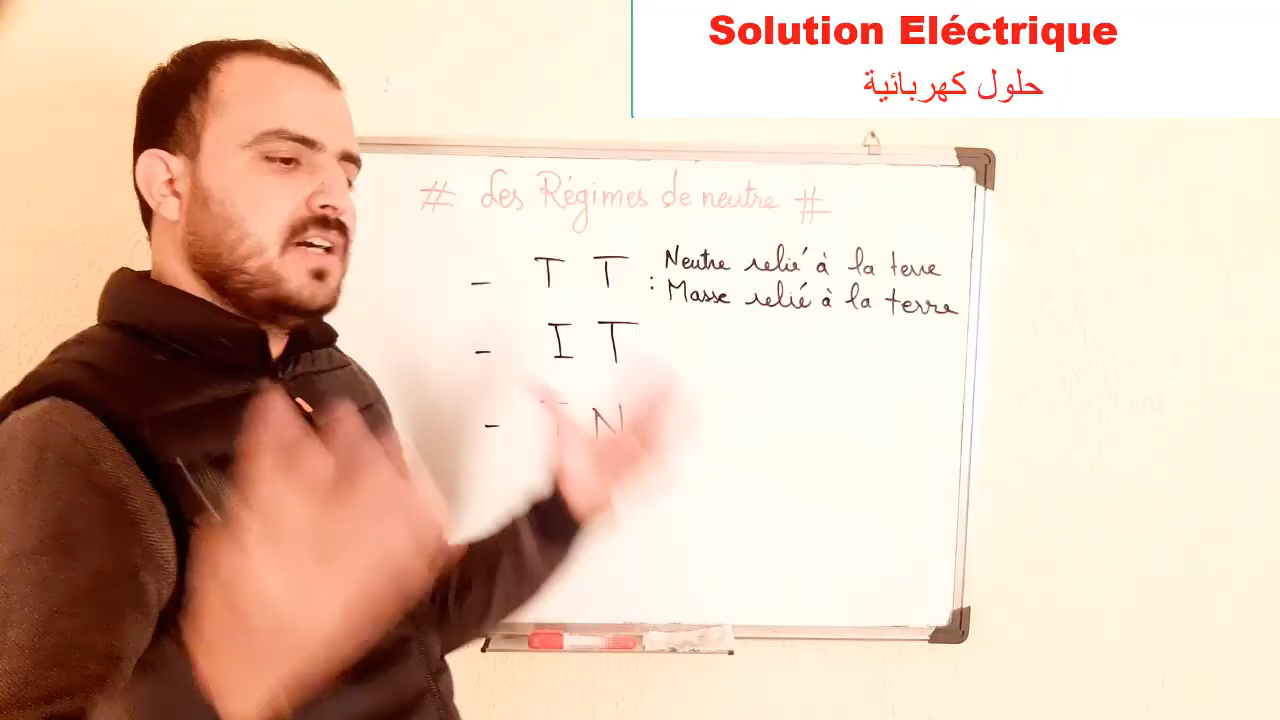 Solution Eléctrique
حلول كهربائية
# Les Régimes de neutre #
- T T : Neutre relié à la terre
Masse relié à la terre
- I T
- T N